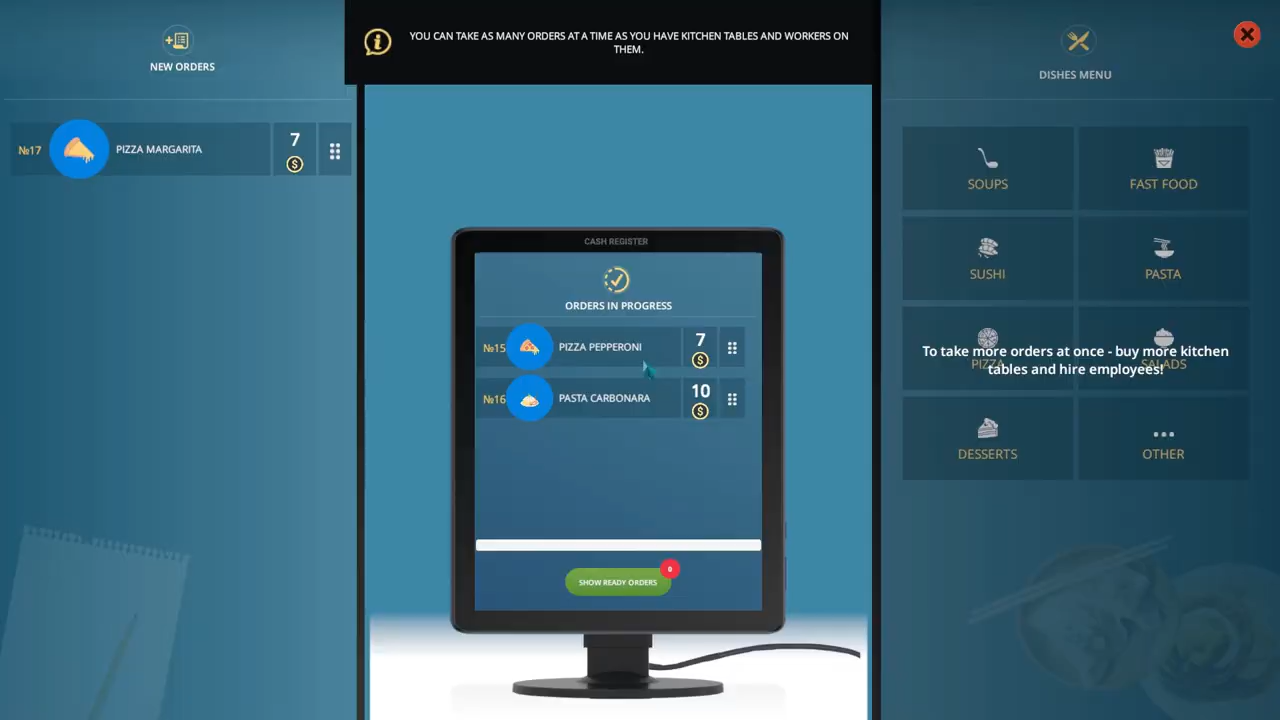 NEW ORDERS
№17
PIZZA MARGARITA
7
$
YOU CAN TAKE AS MANY ORDERS AT A TIME AS YOU HAVE KITCHEN TABLES AND WORKERS ON
THEM.
CASH REGISTER
ORDERS IN PROGRESS
№15
PIZZA PEPPERONI
7
$
№16
PASTA CARBONARA
10
$
SHOW READY ORDERS
0
DISHES MENU
SOUPS
FAST FOOD
SUSHI
PASTA
PIZZA
SALADS
To take more orders at once - buy more kitchen
tables and hire employees!
DESSERTS
OTHER